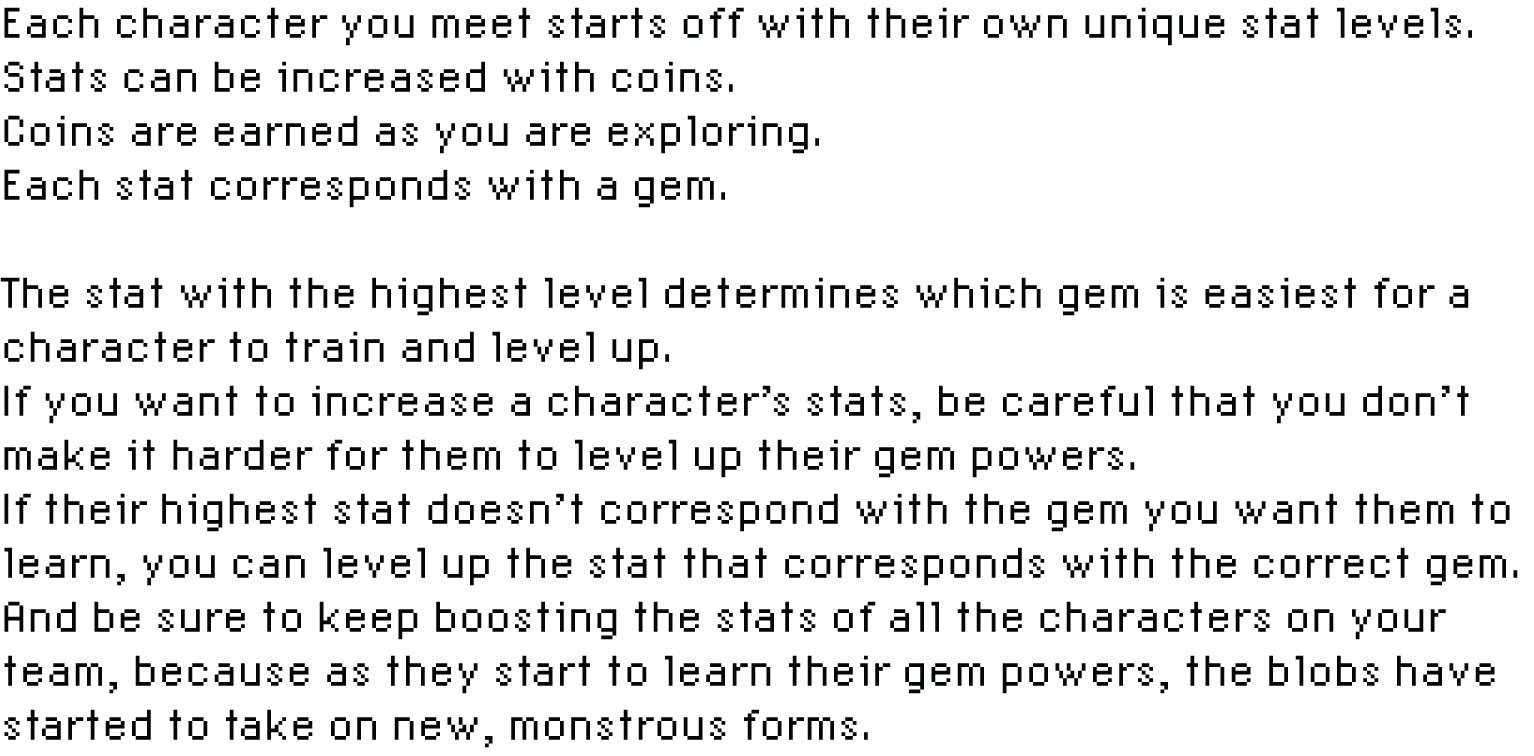 Each character you meet starts off with their own unique stat levels.
Stats can be increased with coins.
Coins are earned as you are exploring.
Each stat corresponds with a gem.
The stat with the highest level determines which gem is easiest for a
character to train and level up.
If you want to increase a character’s stats, be careful that you don’t
make it harder for them to level up their gem powers.
If their highest stat doesn’t correspond with the gem you want them to
learn, you can level up the stat that corresponds with the correct gem.
And be sure to keep boosting the stats of all the characters on your
team, because as they start to learn their gem powers, the blobs have
started to take on new, monstrous forms.